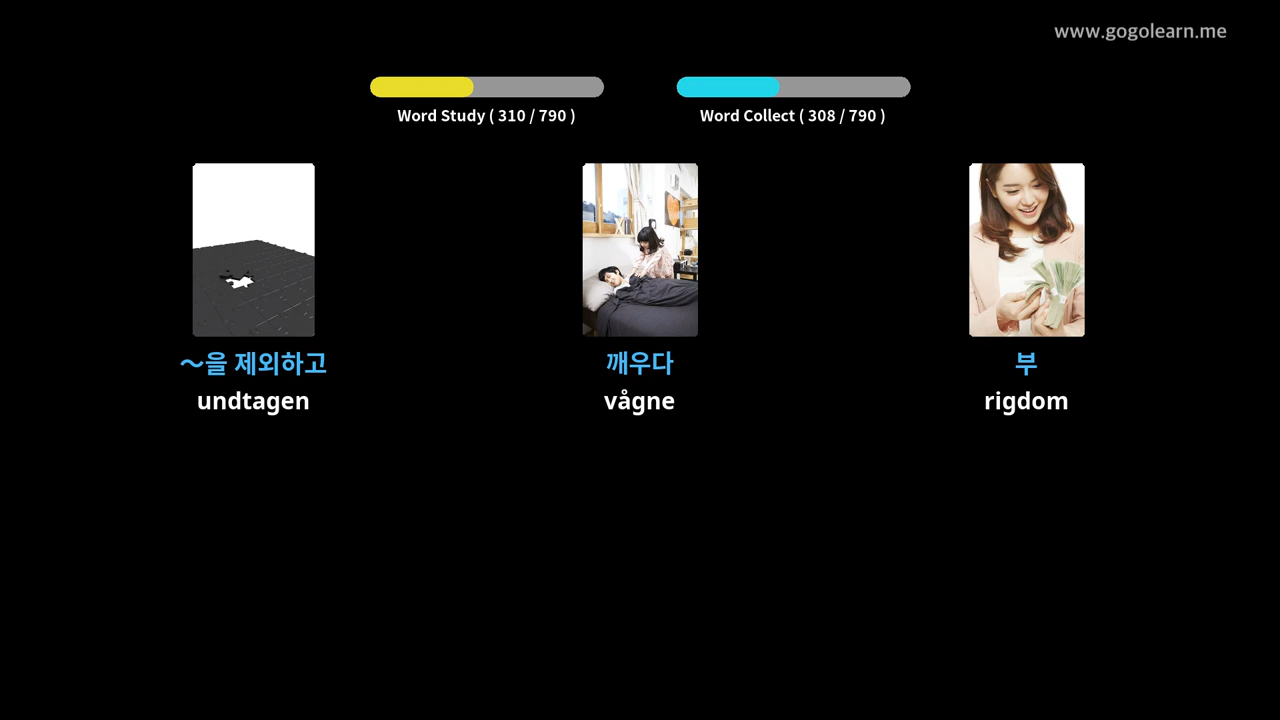 www.gogolearn.me
Word Study ( 310 / 790 )
Word Collect ( 308 / 790 )
～을 제외하고
undtagen
깨우다
vågne
부
rigdom